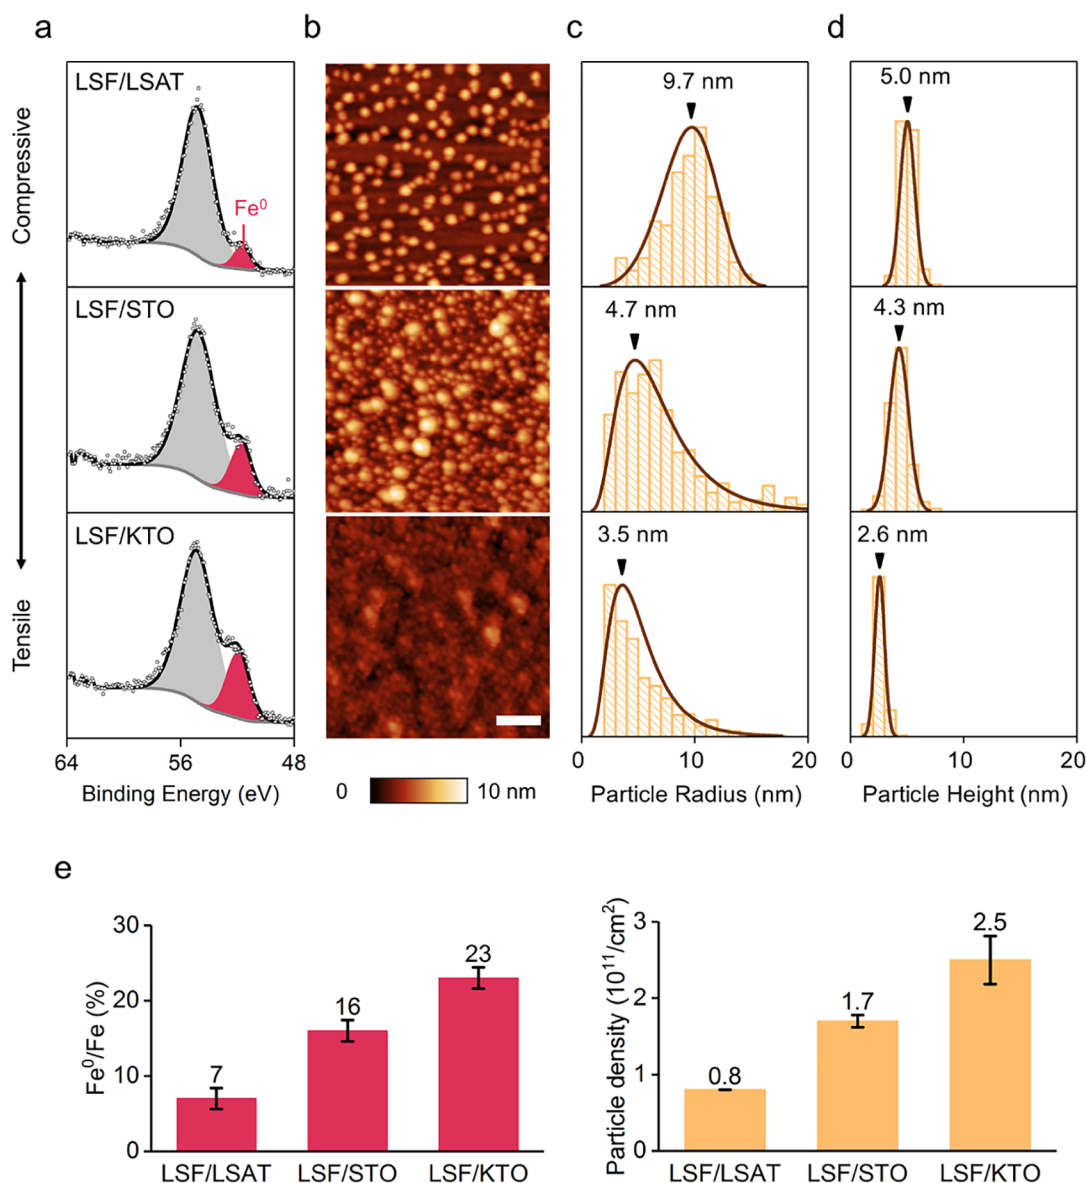 a
b
c
d
Compressive
Tensile
LSF/LSAT
Fe⁰
9.7 nm
5.0 nm
LSF/STO
4.7 nm
4.3 nm
LSF/KTO
3.5 nm
2.6 nm
64 56 48
Binding Energy (eV)
0 10 nm
0 10 20
Particle Radius (nm)
0 10 20
Particle Height (nm)
e
Fe⁰/Fe (%)
30
20
10
0
7
16
23
LSF/LSAT LSF/STO LSF/KTO
Particle density (10¹¹/cm²)
3
2
1
0
0.8
1.7
2.5
LSF/LSAT LSF/STO LSF/KTO